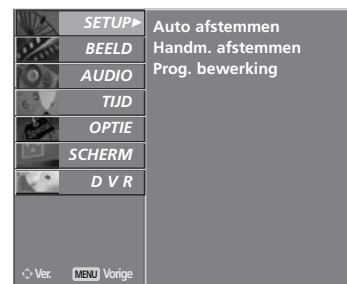 SETUP▶
BEELD
AUDIO
TIJD
OPTIE
SCHERM
D V R
Auto afstemmen
Handm. afstemmen
Prog. bewerking
Ver. MENU Vorige